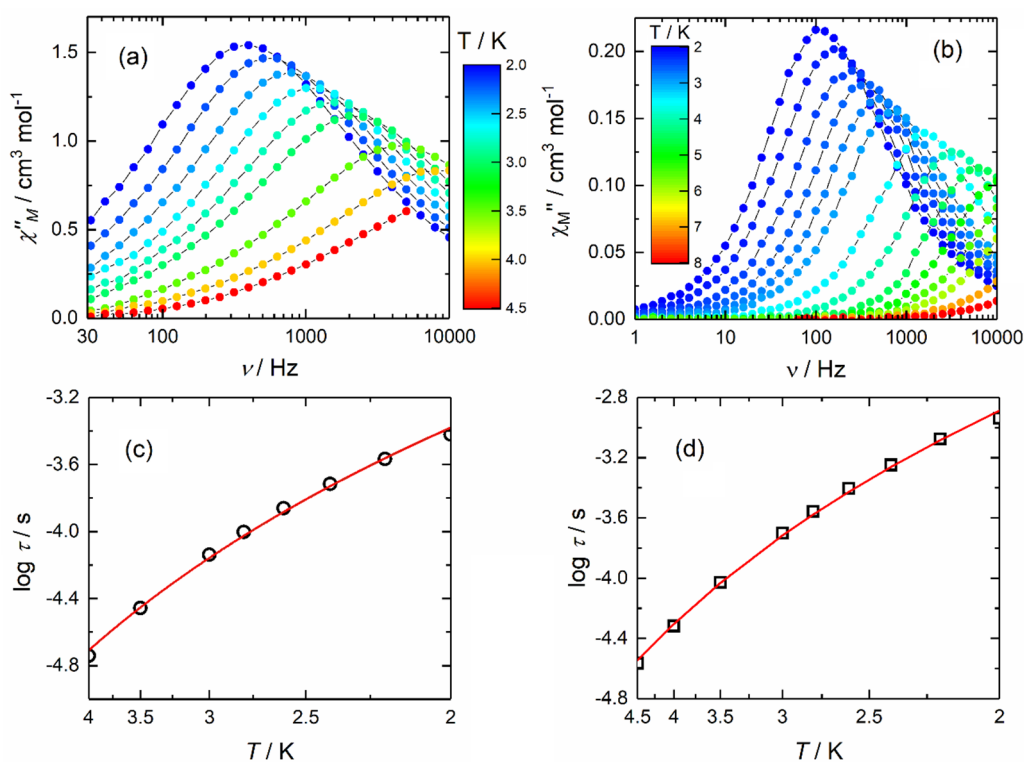 (a)
χ″M / cm³ mol⁻¹
1.5
1.0
0.5
0.0
30 100 1000 10000
ν / Hz
T / K
2.0
2.5
3.0
3.5
4.0
4.5
(b)
χM" / cm³ mol⁻¹
0.20
0.15
0.10
0.05
0.00
1 10 100 1000 10000
ν / Hz
T / K
2
3
4
5
6
7
8
(c)
log τ / s
-3.2
-3.6
-4.0
-4.4
-4.8
4 3.5 3 2.5 2
T / K
(d)
log τ / s
-2.8
-3.2
-3.6
-4.0
-4.4
-4.8
4.5 4 3.5 3 2.5 2
T / K